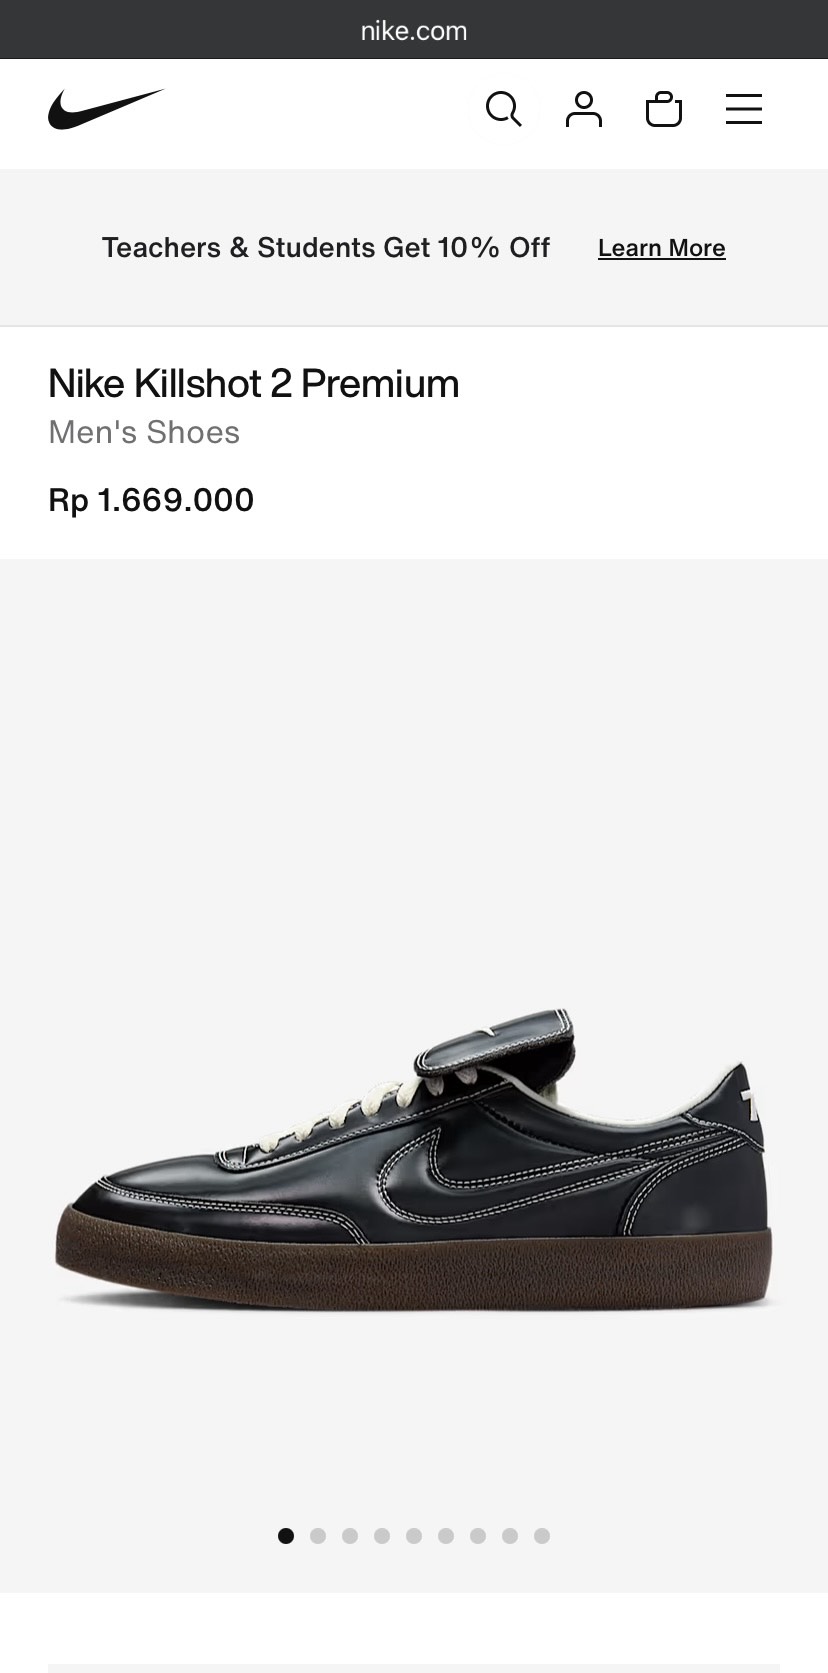 nike.com
Teachers & Students Get 10% Off Learn More
Nike Killshot 2 Premium
Men's Shoes
Rp 1.669.000